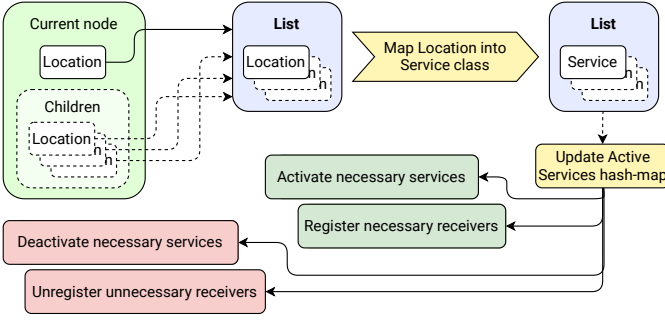 Current node
Location
Children
Location
n
n
List
Location
n
n
Map Location into
Service class
List
Service
n
n
Update Active
Services hash-map
Activate necessary services
Register necessary receivers
Deactivate necessary services
Unregister unnecessary receivers